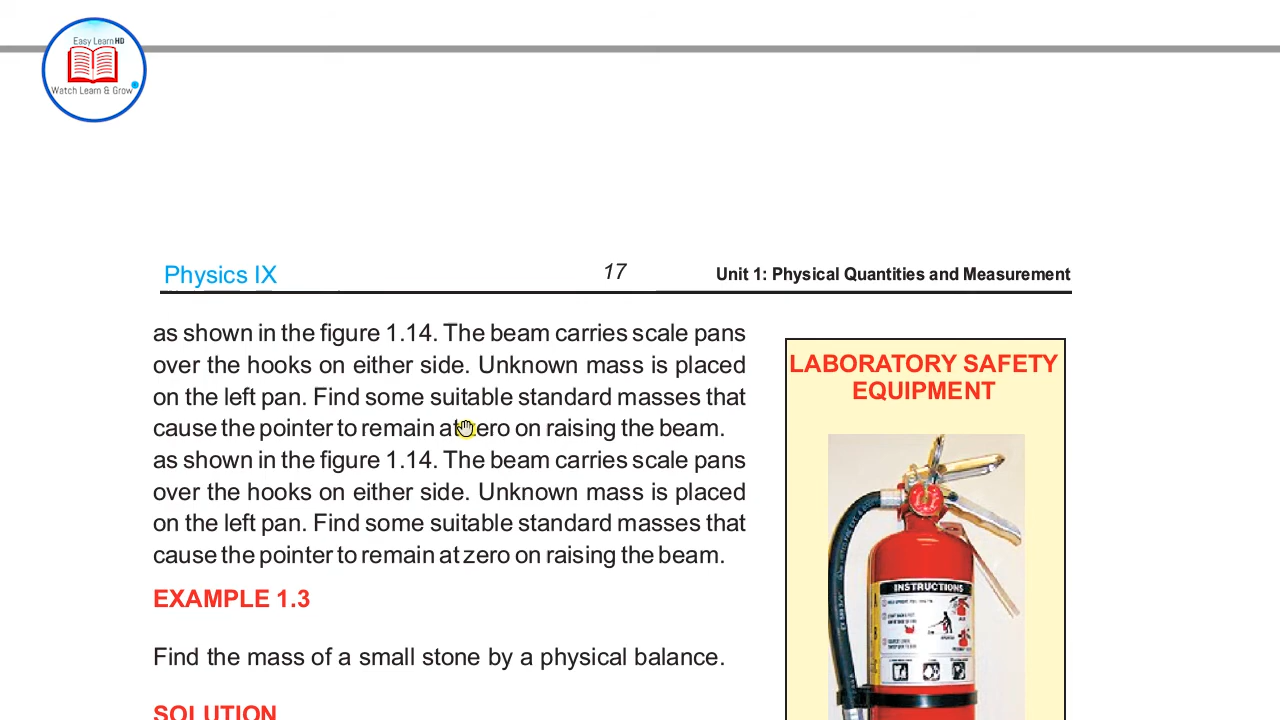 Easy Learn HD
Watch Learn & Grow
Physics IX
17
Unit 1: Physical Quantities and Measurement
as shown in the figure 1.14. The beam carries scale pans
over the hooks on either side. Unknown mass is placed
on the left pan. Find some suitable standard masses that
cause the pointer to remain at zero on raising the beam.
as shown in the figure 1.14. The beam carries scale pans
over the hooks on either side. Unknown mass is placed
on the left pan. Find some suitable standard masses that
cause the pointer to remain at zero on raising the beam.
EXAMPLE 1.3
Find the mass of a small stone by a physical balance.
SOLUTION
LABORATORY SAFETY
EQUIPMENT
INSTRUCTIONS